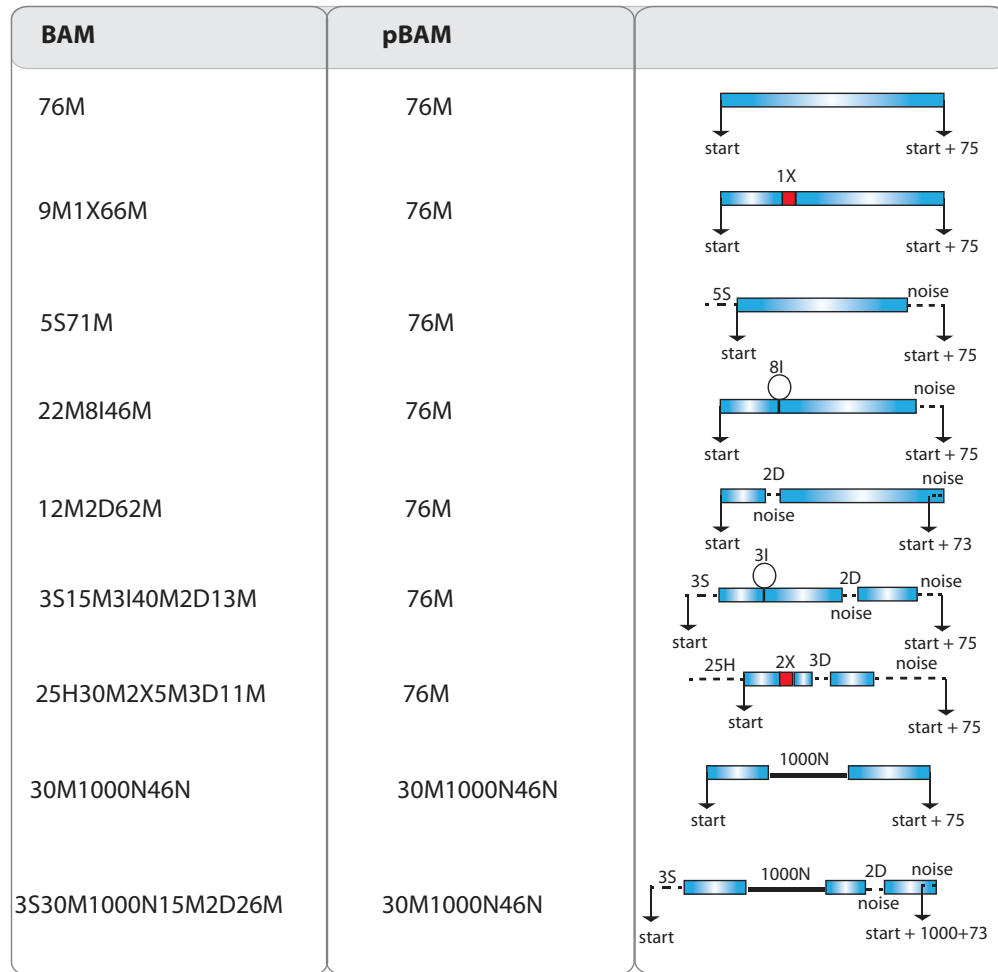 BAM pBAM
76M 76M
start start + 75
1X
9M1X66M 76M
start start + 75
5S noise
5S71M 76M
start start + 75
8I noise
22M8I46M 76M
start start + 75
2D noise
12M2D62M 76M
noise
start start + 73
3I
3S 2D noise
3S15M3I40M2D13M 76M
noise
start start + 75
25H 2X 3D noise
25H30M2X5M3D11M 76M
start start + 75
1000N
30M1000N46N 30M1000N46N
start start + 75
3S 1000N 2D noise
3S30M1000N15M2D26M 30M1000N46N
noise
start start + 1000+73